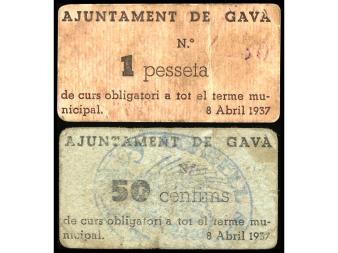 AJUNTAMENT DE GAVÀ
N.º
1 pesseta
de curs obligatori a tot el terme mu-
nicipal. 8 Abril 1937
AJUNTAMENT DE GAVÀ
N.º
50 cèntims
de curs obligatori a tot el terme mu-
nicipal. 8 Abril 1937